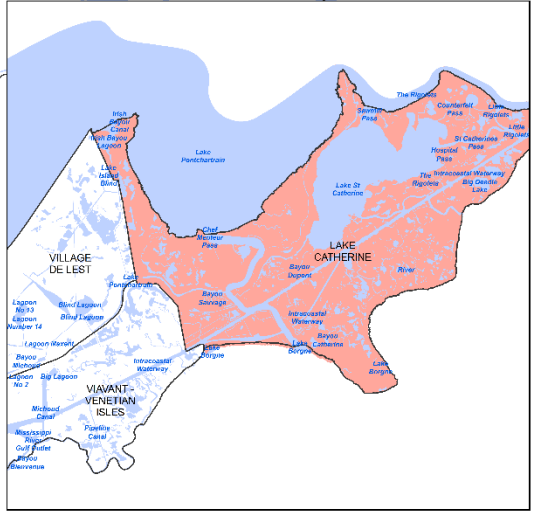 The Rigolets
Irish
Bayou
Canal
Sawmill
Pass
Counterfeit
Pass
Little
Rigolets
Little
Rigolets
Irish Bayou
Lagoon
St Catherines
Pass
Hospital
Pass
Lake
Pontchartrain
Lake
Island
Blind
The
Rigolets
Intracoastal Waterway
Big Deedie
Lake
Lake St
Catherine
Chef
Menteur
Pass
LAKE
CATHERINE
VILLAGE
DE LEST
Bayou
Dupont
River
Lake
Pontchartrain
Bayou
Sauvage
Lagoon
No 13
Lagoon
Number 14
Blind Lagoon
Blind Lagoon
Intracoastal
Waterway
Lagoon Marent
Bayou
Catherine
Lake
Borgne
Lake
Borgne
Bayou
Michoud
Intracoastal
Waterway
Lake
Borgne
Lagoon
No 2
Big Lagoon
VIAVANT -
VENETIAN
ISLES
Michoud
Canal
Pipeline
Canal
Mississippi
River
Gulf Outlet
Bayou
Bienvenue